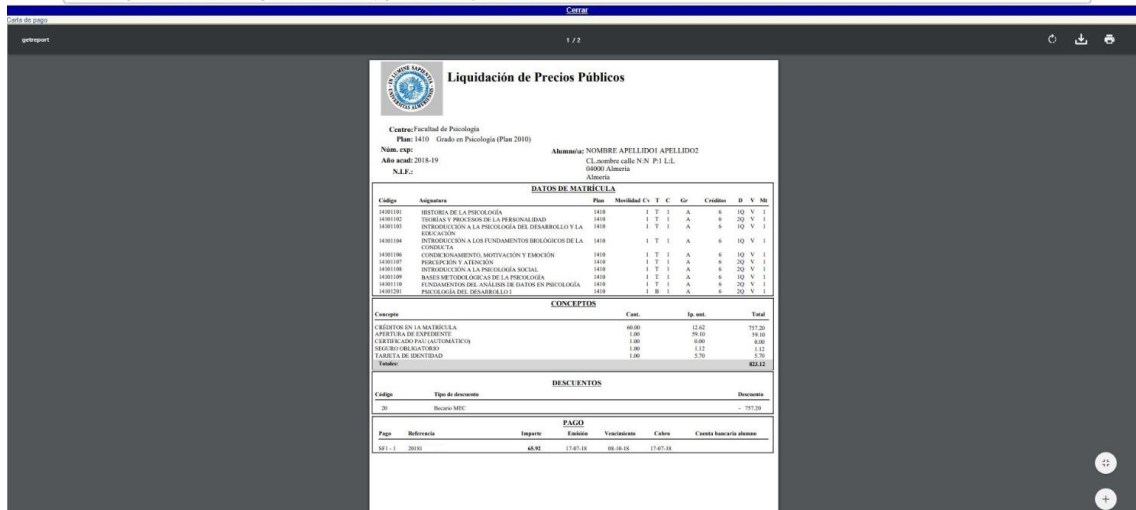 Cerrar
Carta de pago
getreport
1 / 2
Liquidación de Precios Públicos
Centro: Facultad de Psicología
Plan: 1410 Grado en Psicología (Plan 2010)
Núm. exp:
Alumno/a: NOMBRE APELLIDO1 APELLIDO2
Año acad: 2018-19
CL.nombre calle N:N P:1 L:L
N.I.F.:
04000 Almeria
Almeria
DATOS DE MATRÍCULA
Código Asignatura Plan Movilidad Cv T C Gr Créditos D V Mt
14101101 HISTORIA DE LA PSICOLOGÍA 1410 1 T 1 A 6 1Q V 1
14101102 TEORÍAS Y PROCESOS DE LA PERSONALIDAD 1410 1 T 1 A 6 2Q V 1
14101103 INTRODUCCIÓN A LA PSICOLOGÍA DEL DESARROLLO Y LA 1410 1 T 1 A 6 1Q V 1
EDUCACIÓN
14101104 INTRODUCCIÓN A LOS FUNDAMENTOS BIOLÓGICOS DE LA 1410 1 T 1 A 6 1Q V 1
CONDUCTA
14101106 CONDICIONAMIENTO, MOTIVACIÓN Y EMOCIÓN 1410 1 T 1 A 6 1Q V 1
14101107 PERCEPCIÓN Y ATENCIÓN 1410 1 T 1 A 6 2Q V 1
14101108 INTRODUCCIÓN A LA PSICOLOGÍA SOCIAL 1410 1 T 1 A 6 2Q V 1
14101109 BASES METODOLÓGICAS DE LA PSICOLOGÍA 1410 1 T 1 A 6 1Q V 1
14101110 FUNDAMENTOS DEL ANÁLISIS DE DATOS EN PSICOLOGÍA 1410 1 T 1 A 6 2Q V 1
14101201 PSICOLOGÍA DEL DESARROLLO I 1410 1 B 1 A 6 2Q V 1
CONCEPTOS
Concepto Cant. Ip. unt. Total
CRÉDITOS EN 1A MATRÍCULA 60.00 12.62 757.20
APERTURA DE EXPEDIENTE 1.00 59.10 59.10
CERTIFICADO PAU (AUTOMÁTICO) 1.00 0.00 0.00
SEGURO OBLIGATORIO 1.00 1.12 1.12
TARJETA DE IDENTIDAD 1.00 5.70 5.70
Totales: 823.12
DESCUENTOS
Código Tipo de descuento Descuento
20 Becario MEC - 757.20
PAGO
Pago Referencia Importe Emisión Vencimiento Cobro Cuenta bancaria alumno
SF1 - 1 20181 65.92 17-07-18 08-10-18 17-07-18